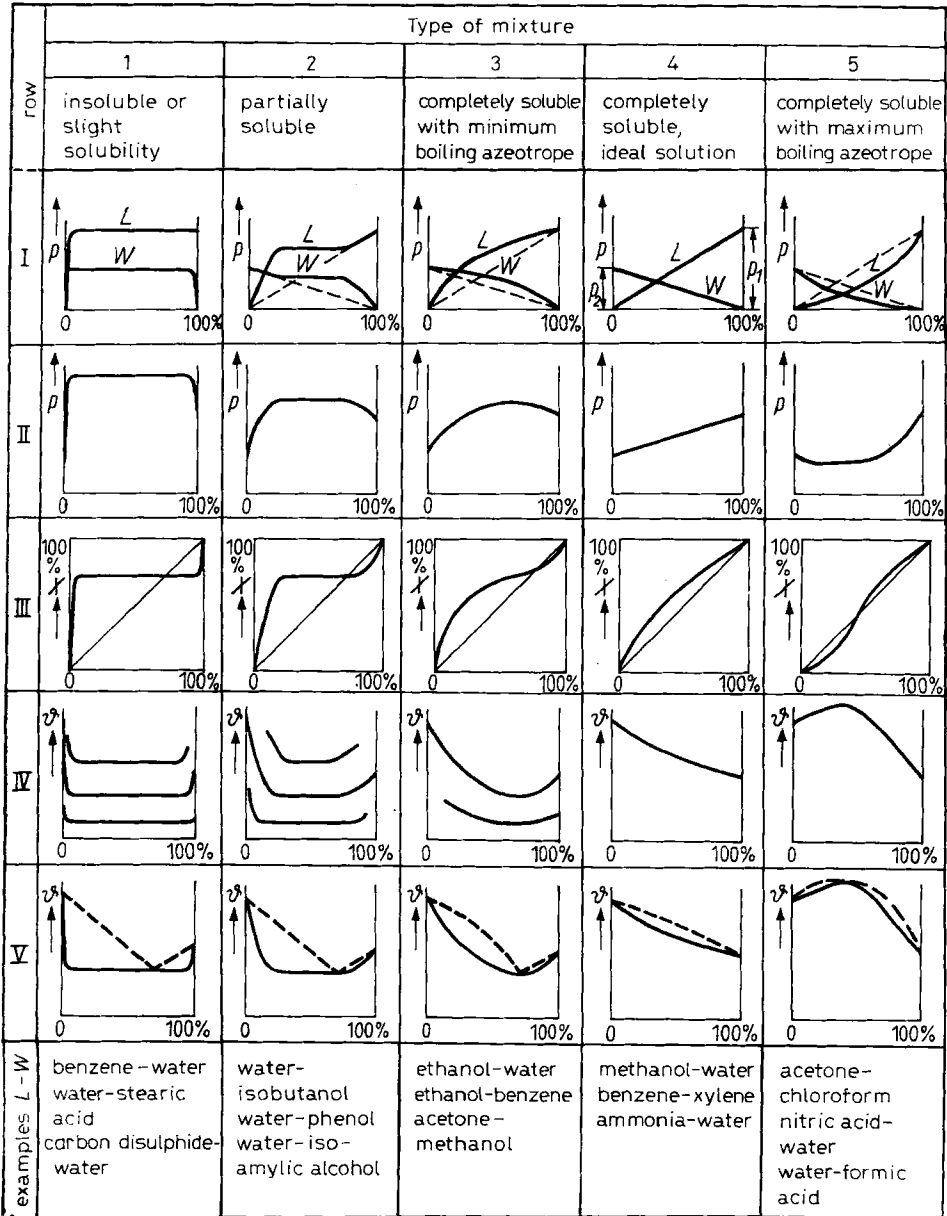 Type of mixture
row
1
2
3
4
5
insoluble or
slight
solubility
partially
soluble
completely soluble
with minimum
boiling azeotrope
completely
soluble,
ideal solution
completely soluble
with maximum
boiling azeotrope
I
p
L
W
0
100%
p
L
W
0
100%
p
L
W
0
100%
p
p₂
L
W
p₁
0
100%
p
L
W
0
100%
II
p
0
100%
p
0
100%
p
0
100%
p
0
100%
p
0
100%
III
100
%
0
100%
100
%
0
100%
100
%
0
100%
100
%
0
100%
100
%
0
100%
IV
ϑ
0
100%
ϑ
0
100%
ϑ
0
100%
ϑ
0
100%
ϑ
0
100%
V
ϑ
0
100%
ϑ
0
100%
ϑ
0
100%
ϑ
0
100%
ϑ
0
100%
examples L-W
benzene-water
water-stearic
acid
carbon disulphide-
water
water-
isobutanol
water-phenol
water-iso-
amylic alcohol
ethanol-water
ethanol-benzene
acetone-
methanol
methanol-water
benzene-xylene
ammonia-water
acetone-
chloroform
nitric acid-
water
water-formic
acid